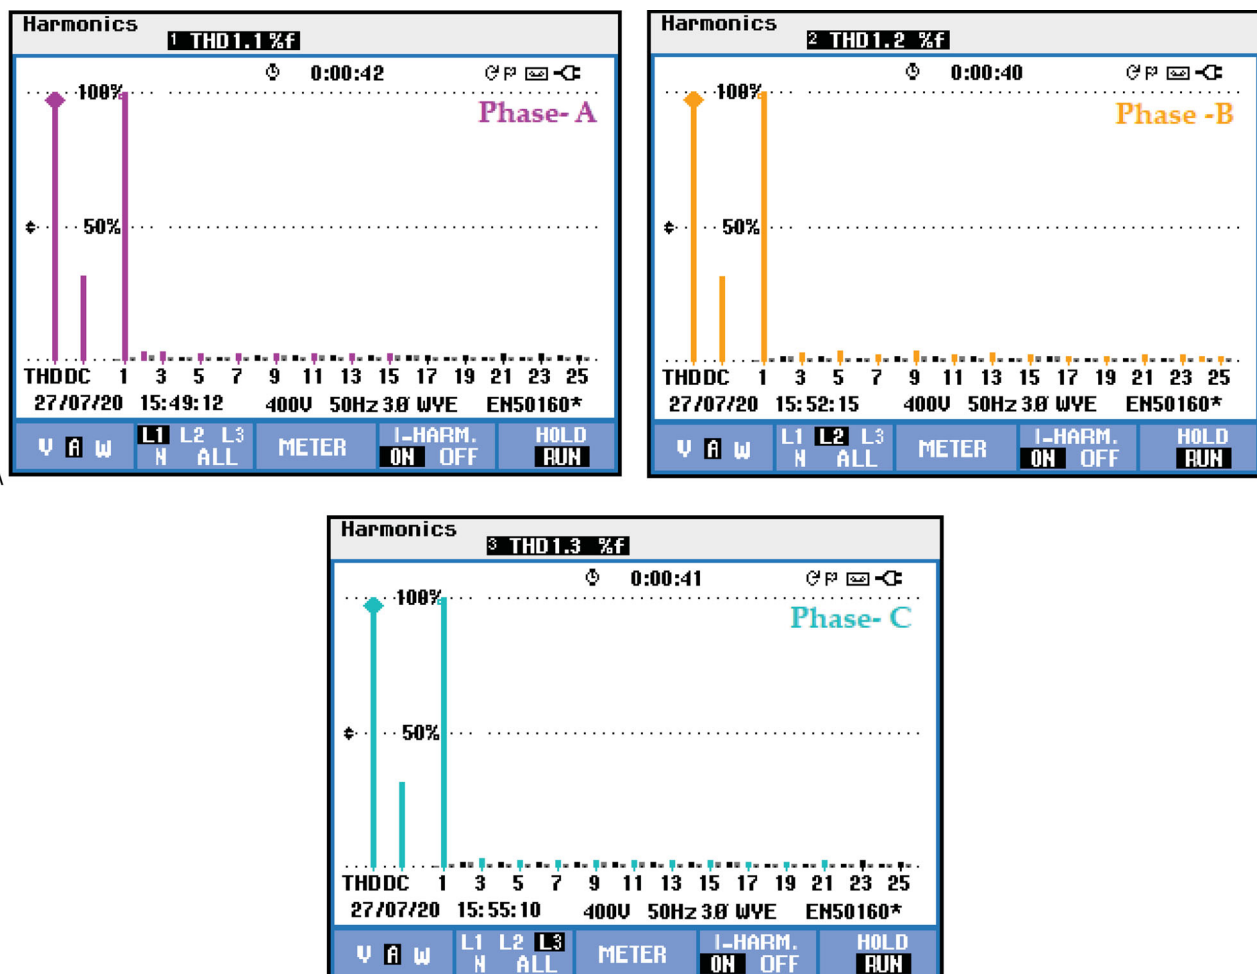 Harmonics
1 THD 1.1 %f
0:00:42
100%
Phase- A
50%
THD DC 1 3 5 7 9 11 13 15 17 19 21 23 25
27/07/20 15:49:12 400V 50Hz 3Ø WYE EN50160*
V A W L1 L2 L3 N ALL METER I-HARM. ON OFF HOLD RUN
Harmonics
2 THD 1.2 %f
0:00:40
100%
Phase -B
50%
THD DC 1 3 5 7 9 11 13 15 17 19 21 23 25
27/07/20 15:52:15 400V 50Hz 3Ø WYE EN50160*
V A W L1 L2 L3 N ALL METER I-HARM. ON OFF HOLD RUN
\
Harmonics
3 THD 1.3 %f
0:00:41
100%
Phase- C
50%
THD DC 1 3 5 7 9 11 13 15 17 19 21 23 25
27/07/20 15:55:10 400V 50Hz 3Ø WYE EN50160*
V A W L1 L2 L3 N ALL METER I-HARM. ON OFF HOLD RUN